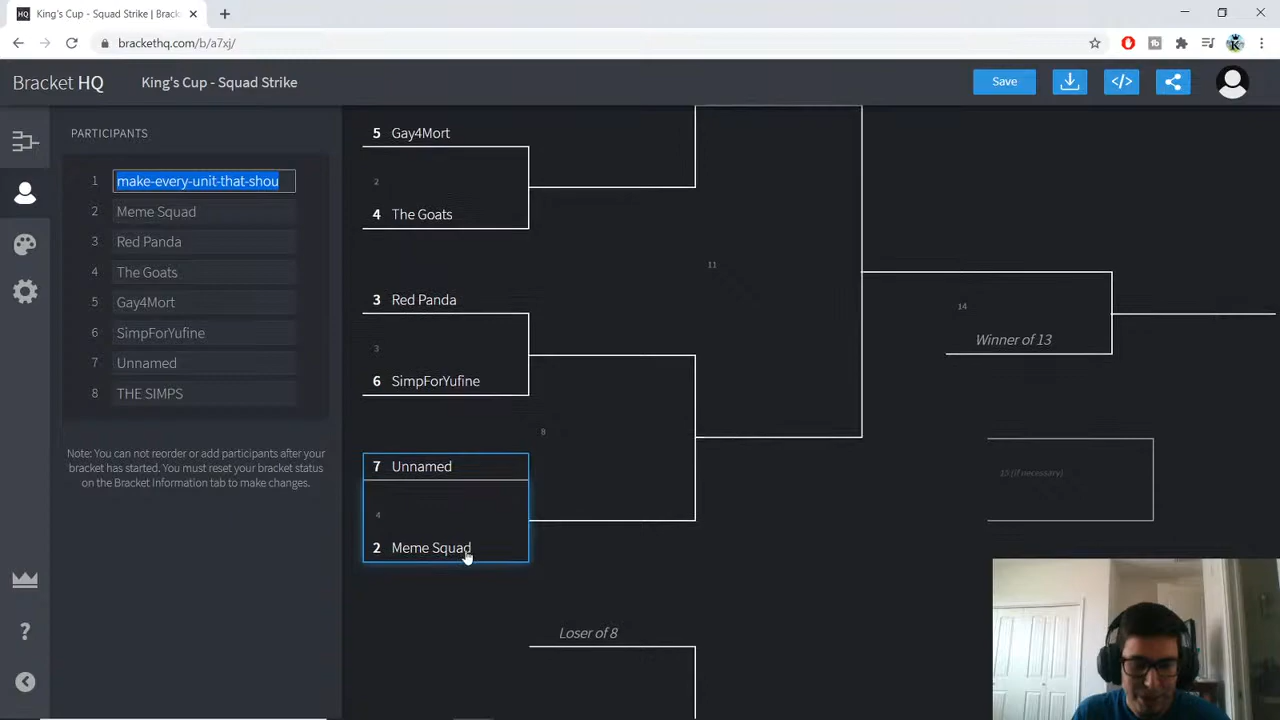 HQ King's Cup - Squad Strike | Brack
brackethq.com/b/a7xj/
Bracket HQ
King's Cup - Squad Strike
Save
PARTICIPANTS
1 make-every-unit-that-shou
2 Meme Squad
3 Red Panda
4 The Goats
5 Gay4Mort
6 SimpForYufine
7 Unnamed
8 THE SIMPS
Note: You can not reorder or add participants after your
bracket has started. You must reset your bracket status
on the Bracket Information tab to make changes.
5 Gay4Mort
2
4 The Goats
11
3 Red Panda
3
6 SimpForYufine
8
7 Unnamed
4
2 Meme Squad
Loser of 8
14
Winner of 13
15 (if necessary)